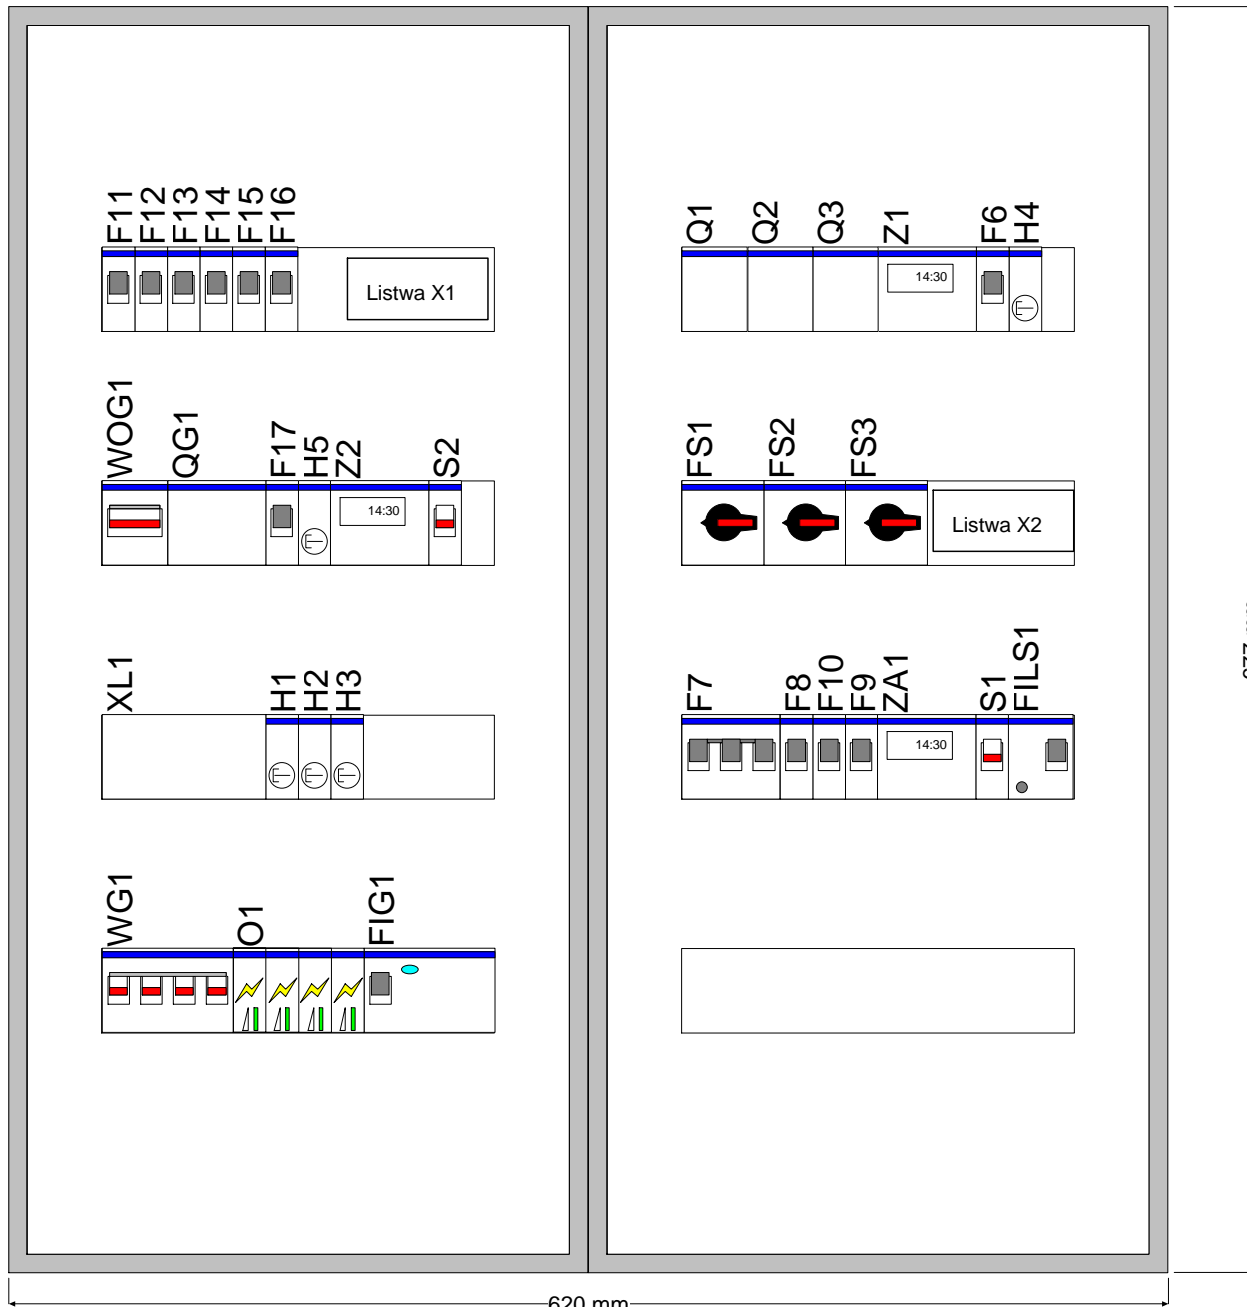 F11 F12 F13 F14 F15 F16
Listwa X1
WOG1 QG1 F17 H5 Z2 S2
14:30
XL1 H1 H2 H3
WG1 O1 FIG1
Q1 Q2 Q3 Z1 F6 H4
14:30
FS1 FS2 FS3
Listwa X2
F7 F8 F10 F9 ZA1 S1 FILS1
14:30
620 mm